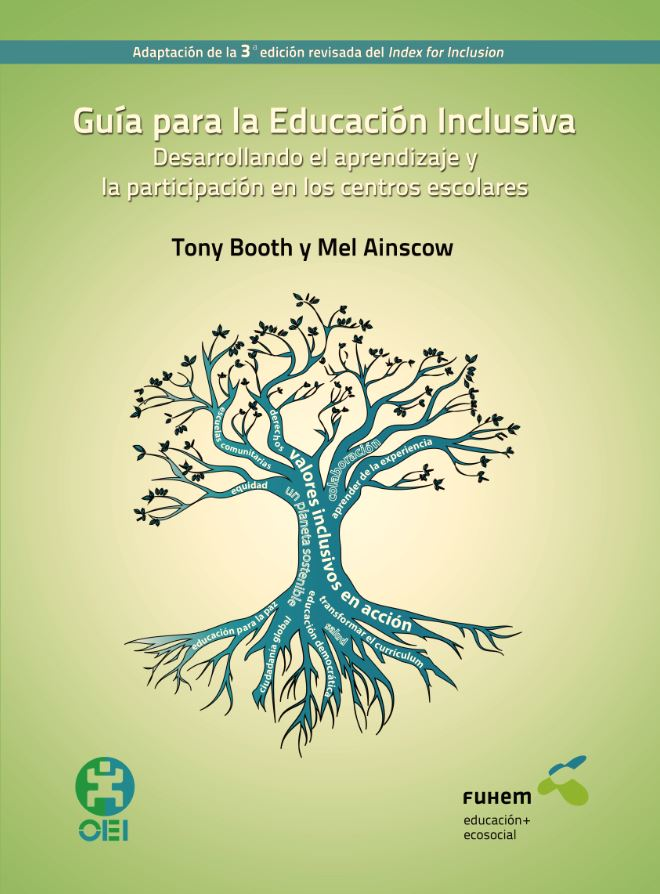 Adaptación de la 3ª edición revisada del Index for Inclusion
Guía para la Educación Inclusiva
Desarrollando el aprendizaje y
la participación en los centros escolares
Tony Booth y Mel Ainscow
escuelas comunitarias
derechos
colaboración
aprender de la experiencia
equidad
valores inclusivos en acción
un planeta sostenible
educación para la paz
ciudadanía global
educación democrática
salud
transformar el currículum
OEI
FUHem
educación+
ecosocial